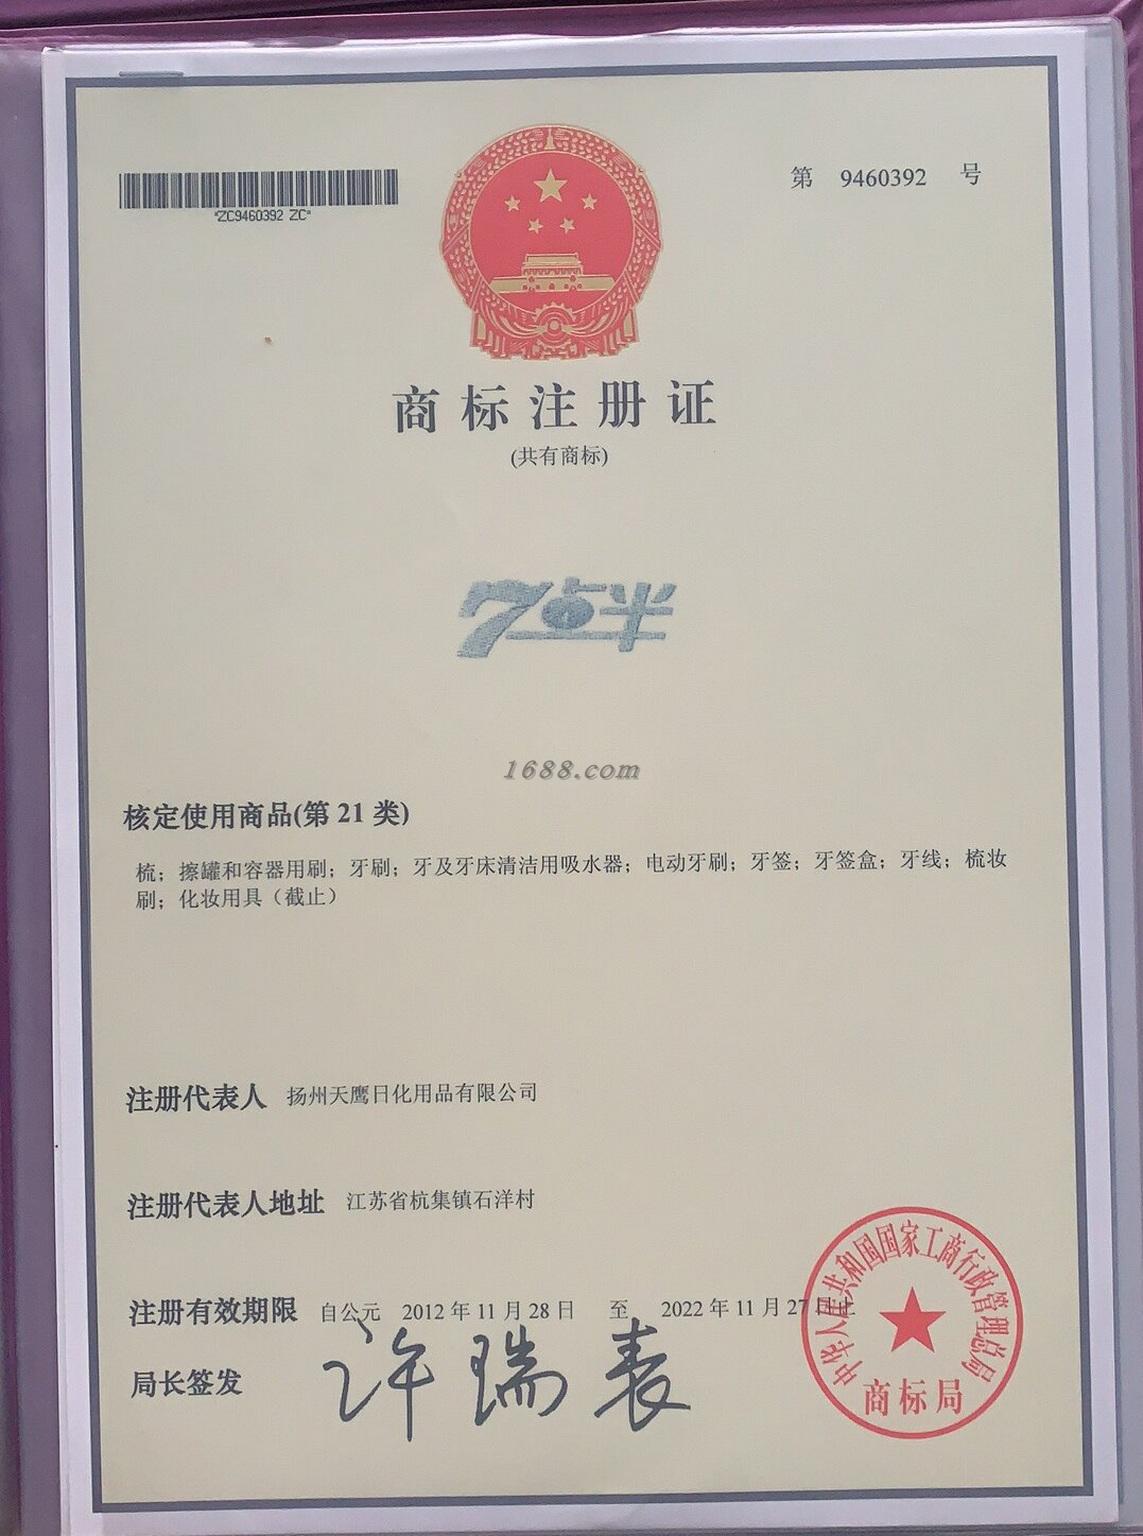 第 9460392 号
*ZC9460392 ZC*
商标注册证
(共有商标)
7点半
1688.com
核定使用商品(第 21 类)
梳；擦罐和容器用刷；牙刷；牙及牙床清洁用吸水器；电动牙刷；牙签；牙签盒；牙线；梳妆
刷；化妆用具（截止）
注册代表人 扬州天鹰日化用品有限公司
注册代表人地址 江苏省杭集镇石洋村
注册有效期限 自公元 2012 年 11 月 28 日 至 2022 年 11 月 27 日止
局长签发 许瑞表
中华人民共和国国家工商行政管理总局
商标局